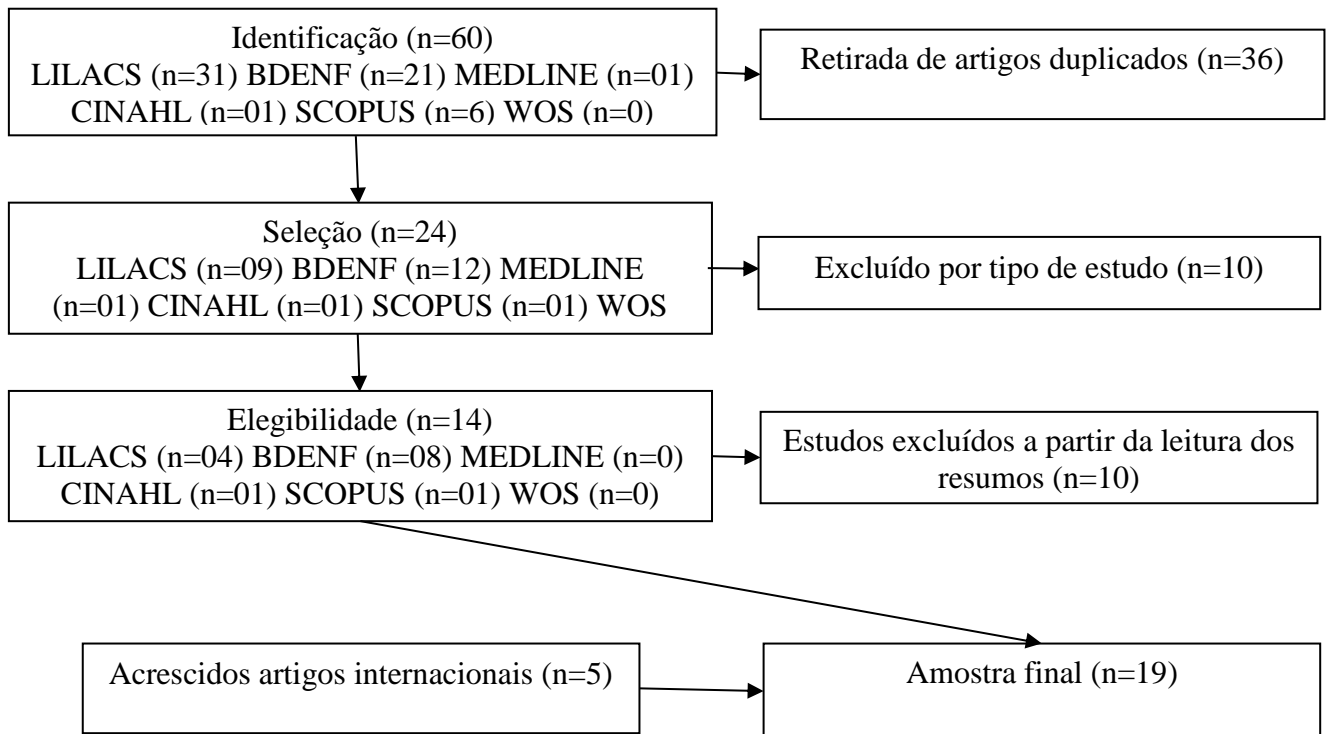 Identificação (n=60)
LILACS (n=31) BDENF (n=21) MEDLINE (n=01)
CINAHL (n=01) SCOPUS (n=6) WOS (n=0)
Retirada de artigos duplicados (n=36)
Seleção (n=24)
LILACS (n=09) BDENF (n=12) MEDLINE
(n=01) CINAHL (n=01) SCOPUS (n=01) WOS
Excluído por tipo de estudo (n=10)
Elegibilidade (n=14)
LILACS (n=04) BDENF (n=08) MEDLINE (n=0)
CINAHL (n=01) SCOPUS (n=01) WOS (n=0)
Estudos excluídos a partir da leitura dos
resumos (n=10)
Acrescidos artigos internacionais (n=5)
Amostra final (n=19)